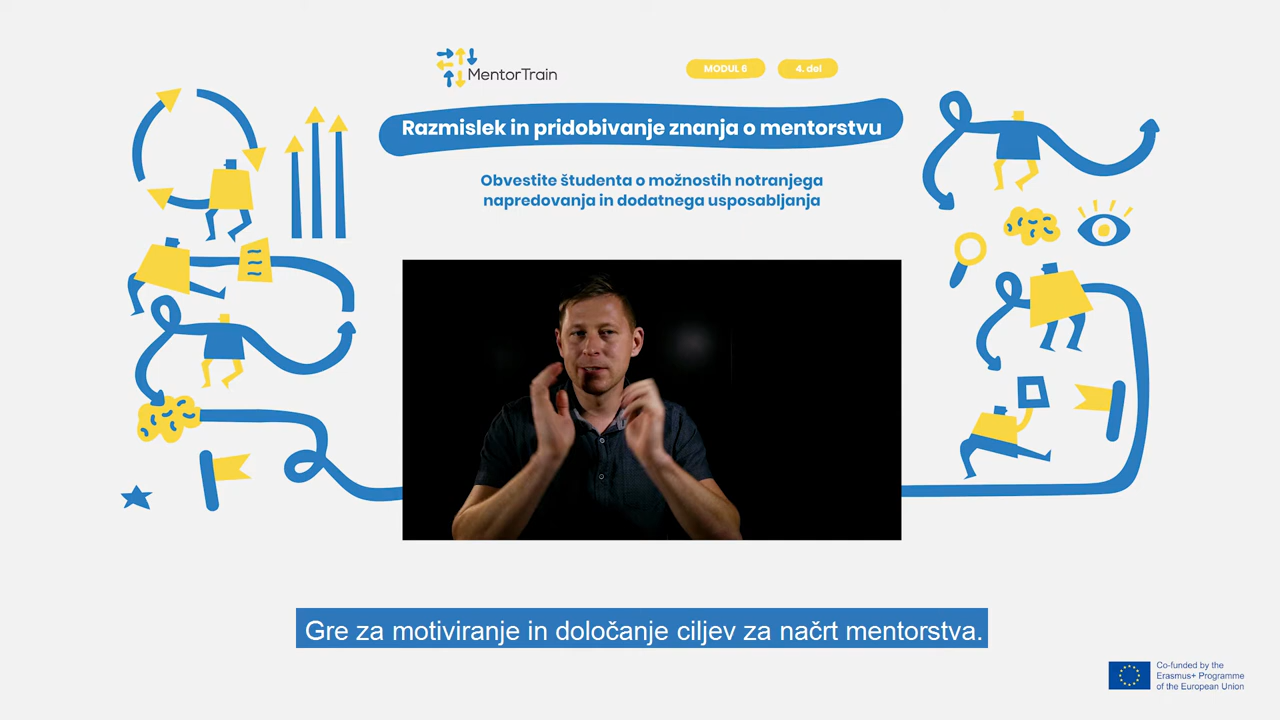 MentorTrain
MODUL 6
4. del
Razmislek in pridobivanje znanja o mentorstvu
Obvestite študenta o možnostih notranjega
napredovanja in dodatnega usposabljanja
Gre za motiviranje in določanje ciljev za načrt mentorstva.
Co-funded by the
Erasmus+ Programme
of the European Union